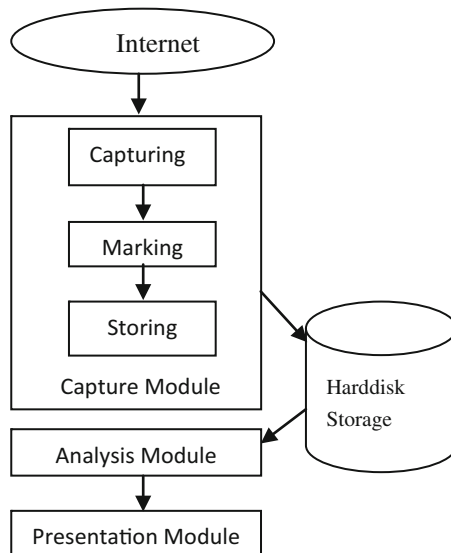 Internet
Capturing
Marking
Storing
Capture Module
Harddisk
Storage
Analysis Module
Presentation Module